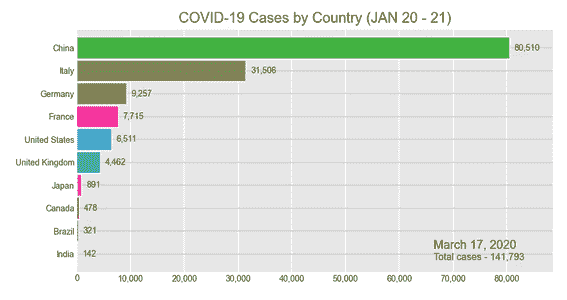 COVID-19 Cases by Country (JAN 20 - 21)
China 80,510
Italy 31,506
Germany 9,257
France 7,715
United States 6,511
United Kingdom 4,462
Japan 891
Canada 478
Brazil 321
India 142
March 17, 2020
Total cases - 141,793
0 10,000 20,000 30,000 40,000 50,000 60,000 70,000 80,000